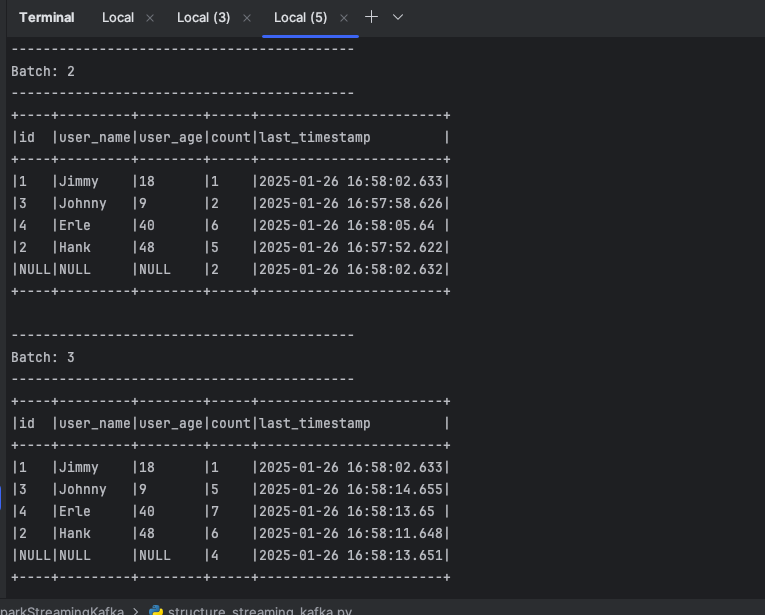 Terminal Local × Local (3) × Local (5) × + ⌄
-------------------------------------------
Batch: 2
-------------------------------------------
+----+---------+--------+-----+-----------------------+
|id  |user_name|user_age|count|last_timestamp         |
+----+---------+--------+-----+-----------------------+
|1   |Jimmy    |18      |1    |2025-01-26 16:58:02.633|
|3   |Johnny   |9       |2    |2025-01-26 16:57:58.626|
|4   |Erle     |40      |6    |2025-01-26 16:58:05.64 |
|2   |Hank     |48      |5    |2025-01-26 16:57:52.622|
|NULL|NULL     |NULL    |2    |2025-01-26 16:58:02.632|
+----+---------+--------+-----+-----------------------+
-------------------------------------------
Batch: 3
-------------------------------------------
+----+---------+--------+-----+-----------------------+
|id  |user_name|user_age|count|last_timestamp         |
+----+---------+--------+-----+-----------------------+
|1   |Jimmy    |18      |1    |2025-01-26 16:58:02.633|
|3   |Johnny   |9       |5    |2025-01-26 16:58:14.655|
|4   |Erle     |40      |7    |2025-01-26 16:58:13.65 |
|2   |Hank     |48      |6    |2025-01-26 16:58:11.648|
|NULL|NULL     |NULL    |4    |2025-01-26 16:58:13.651|
+----+---------+--------+-----+-----------------------+
parkStreamingKafka > structure_streaming_kafka.py